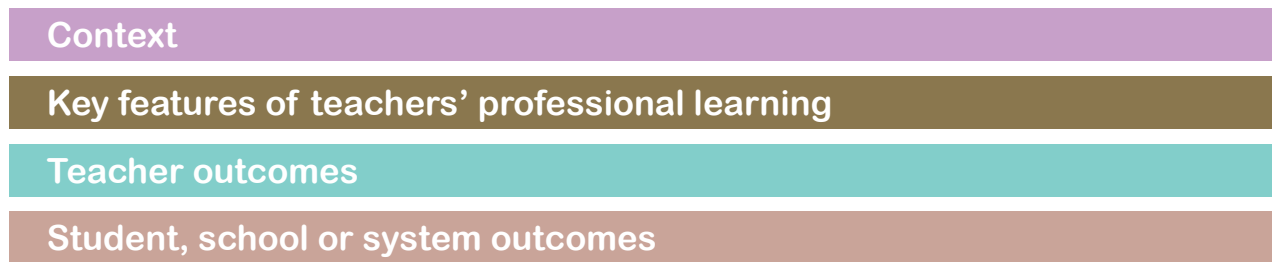 Context
Key features of teachers’ professional learning
Teacher outcomes
Student, school or system outcomes